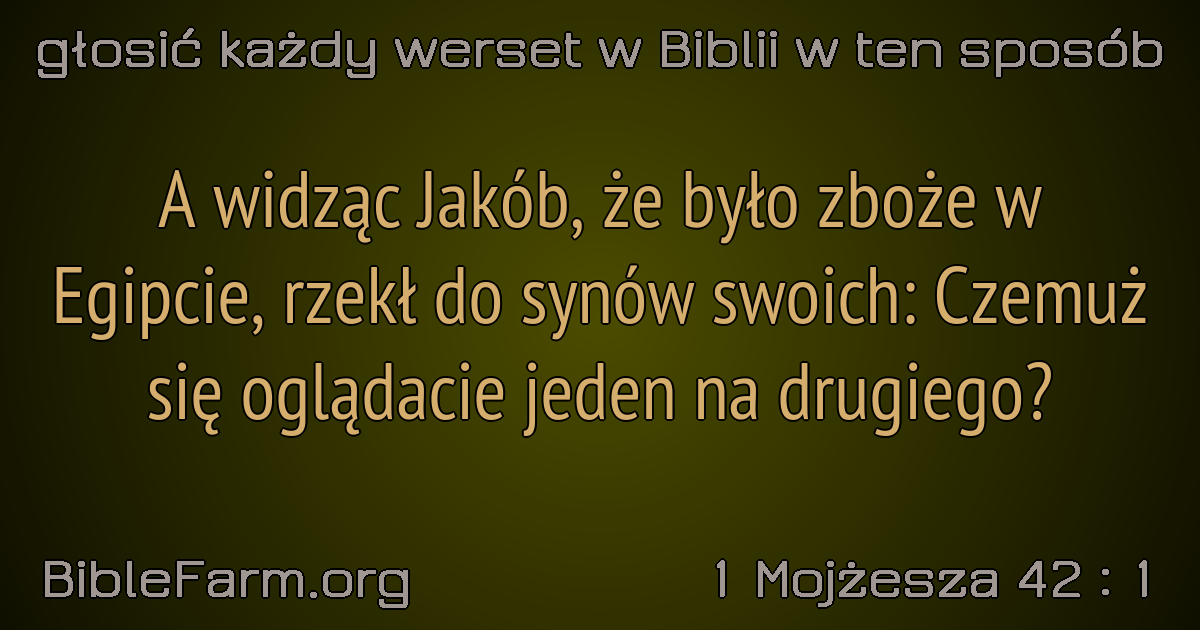 głosić każdy werset w Biblii w ten sposób
A widząc Jakób, że było zboże w
Egipcie, rzekł do synów swoich: Czemuż
się oglądacie jeden na drugiego?
BibleFarm.org
1 Mojżesza 42 : 1